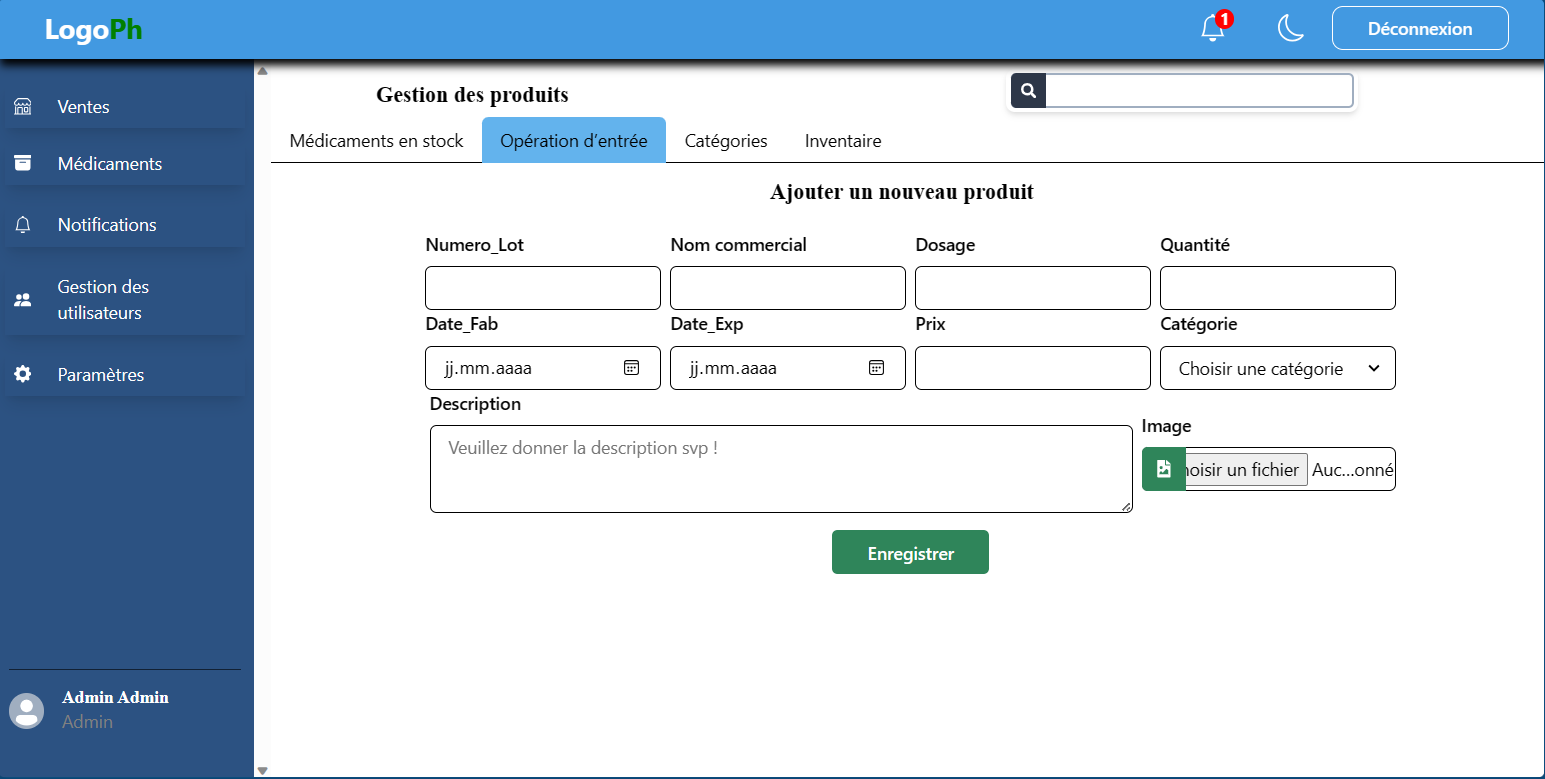 LogoPh
1
Déconnexion
Ventes
Médicaments
Notifications
Gestion des
utilisateurs
Paramètres
Admin Admin
Admin
Gestion des produits
Médicaments en stock Opération d’entrée Catégories Inventaire
Ajouter un nouveau produit
Numero_Lot Nom commercial Dosage Quantité
Date_Fab Date_Exp Prix Catégorie
jj.mm.aaaa jj.mm.aaaa Choisir une catégorie
Description
Image
Veuillez donner la description svp !
hoisir un fichier Auc...onné
Enregistrer